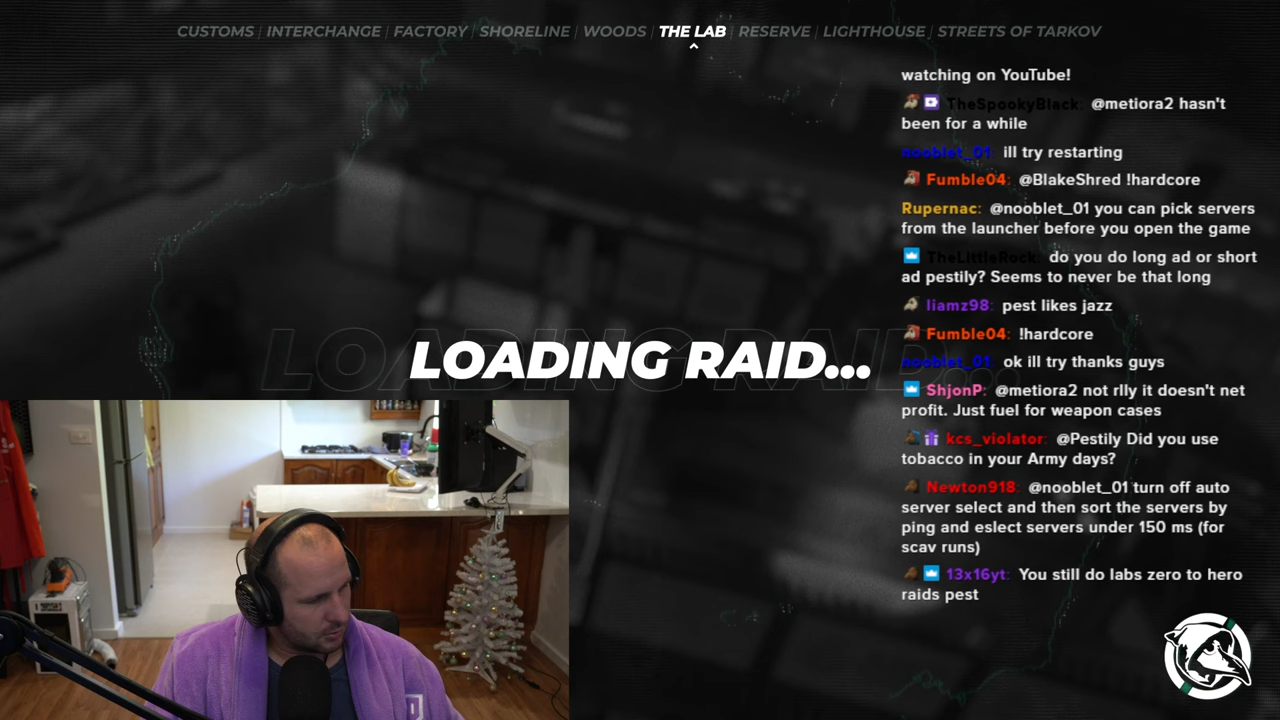 CUSTOMS | INTERCHANGE | FACTORY | SHORELINE | WOODS | THE LAB | RESERVE | LIGHTHOUSE | STREETS OF TARKOV
watching on YouTube!
TheSpookyBlack: @metiora2 hasn't
been for a while
nooblet_01: ill try restarting
Fumble04: @BlakeShred !hardcore
Rupernac: @nooblet_01 you can pick servers
from the launcher before you open the game
TheLittleRock: do you do long ad or short
ad pestily? Seems to never be that long
liamz98: pest likes jazz
Fumble04: !hardcore
LOADING RAID...
LOADING RAID...
nooblet_01: ok ill try thanks guys
ShjonP: @metiora2 not rlly it doesn't net
profit. Just fuel for weapon cases
kcs_violator: @Pestily Did you use
tobacco in your Army days?
Newton918: @nooblet_01 turn off auto
server select and then sort the servers by
ping and eslect servers under 150 ms (for
scav runs)
13x16yt: You still do labs zero to hero
raids pest